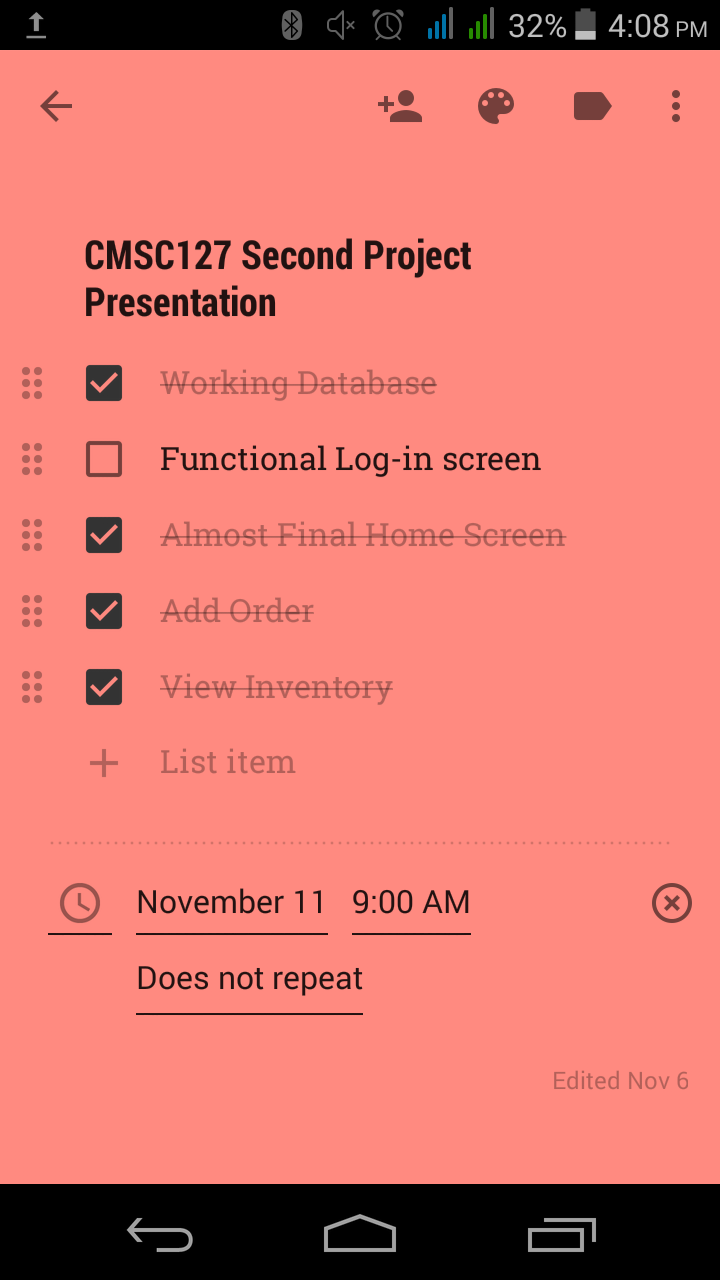 32% 4:08 PM
CMSC127 Second Project
Presentation
Working Database
Functional Log-in screen
Almost Final Home Screen
Add Order
View Inventory
List item
November 11 9:00 AM
Does not repeat
Edited Nov 6